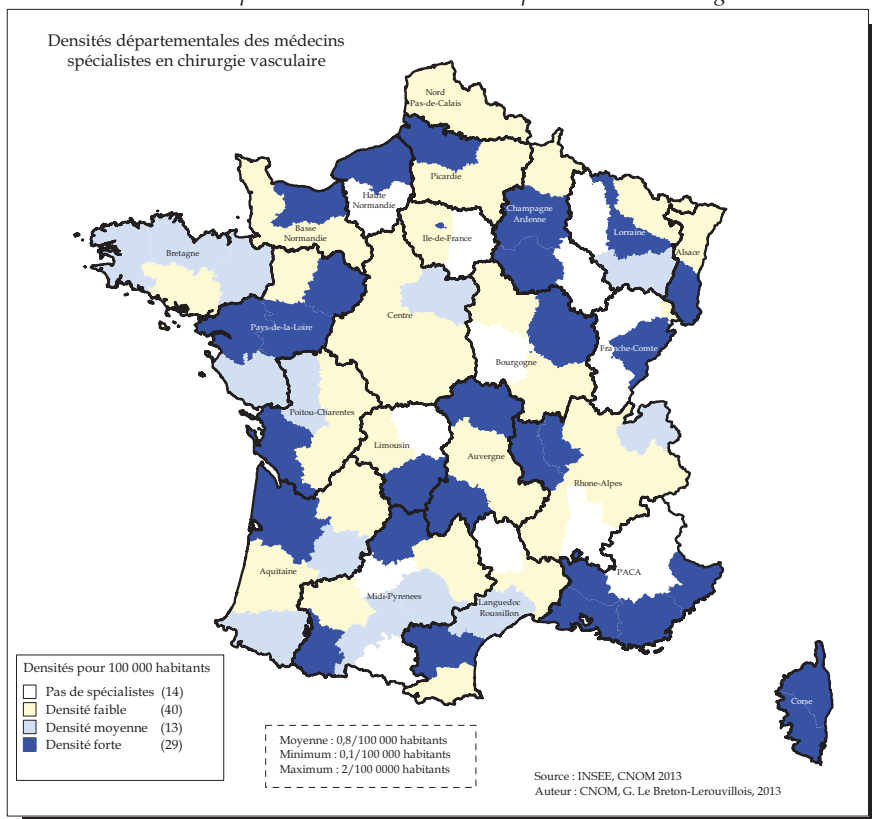 Densités départementales des médecins
spécialistes en chirurgie vasculaire
Nord
Pas-de-Calais
Picardie
Haute
Normandie
Basse
Normandie
Ile-de-France
Champagne
Ardenne
Lorraine
Alsace
Bretagne
Pays-de-la-Loire
Centre
Bourgogne
Franche-Comte
Poitou-Charentes
Limousin
Auvergne
Rhone-Alpes
Aquitaine
Midi-Pyrenees
Languedoc
Roussillon
PACA
Corse
Densités pour 100 000 habitants
Pas de spécialistes (14)
Densité faible (40)
Densité moyenne (13)
Densité forte (29)
Moyenne : 0,8/100 000 habitants
Minimum : 0,1/100 000 habitants
Maximum : 2/100 0000 habitants
Source : INSEE, CNOM 2013
Auteur : CNOM, G. Le Breton-Lerouvillois, 2013